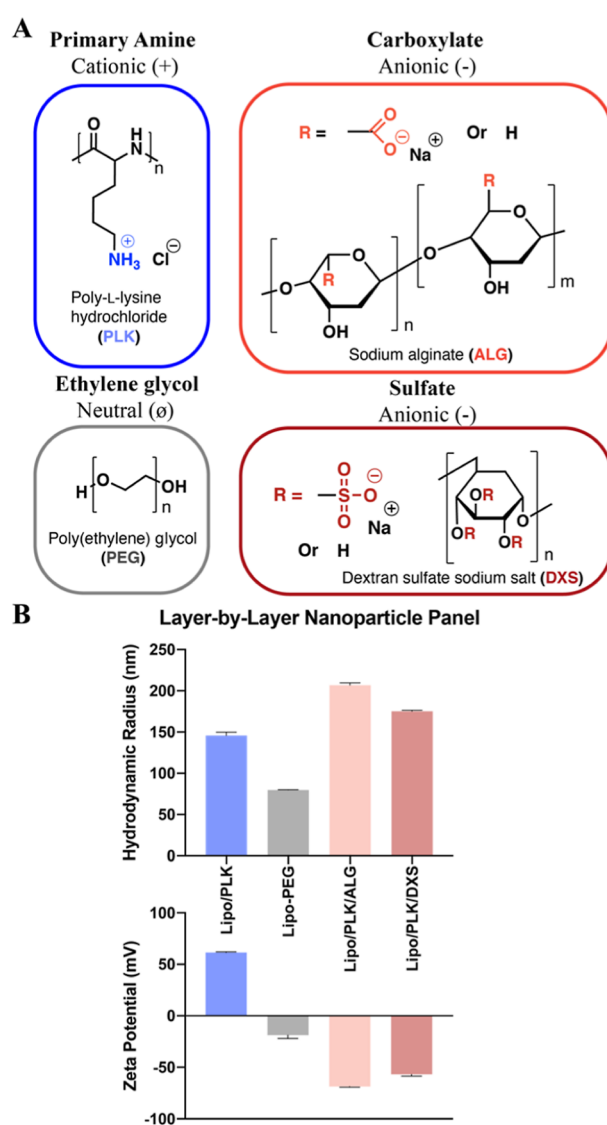 A
Primary Amine
Cationic (+)
O
H
N
n
NH3
+
Cl
−
Poly-L-lysine
hydrochloride
(PLK)
Carboxylate
Anionic (-)
R = O O − Na + Or H
R
O
O
R
O
O
OH
n
OH
m
Sodium alginate (ALG)
Ethylene glycol
Neutral (ø)
H O OH
n
Poly(ethylene) glycol
(PEG)
Sulfate
Anionic (-)
R = O S O O − Na +
Or H
O
OR
O
OR
OR
n
Dextran sulfate sodium salt (DXS)
B
Layer-by-Layer Nanoparticle Panel
Hydrodynamic Radius (nm)
250
200
150
100
50
0
Lipo/PLK
Lipo-PEG
Lipo/PLK/ALG
Lipo/PLK/DXS
Zeta Potential (mV)
100
50
0
-50
-100